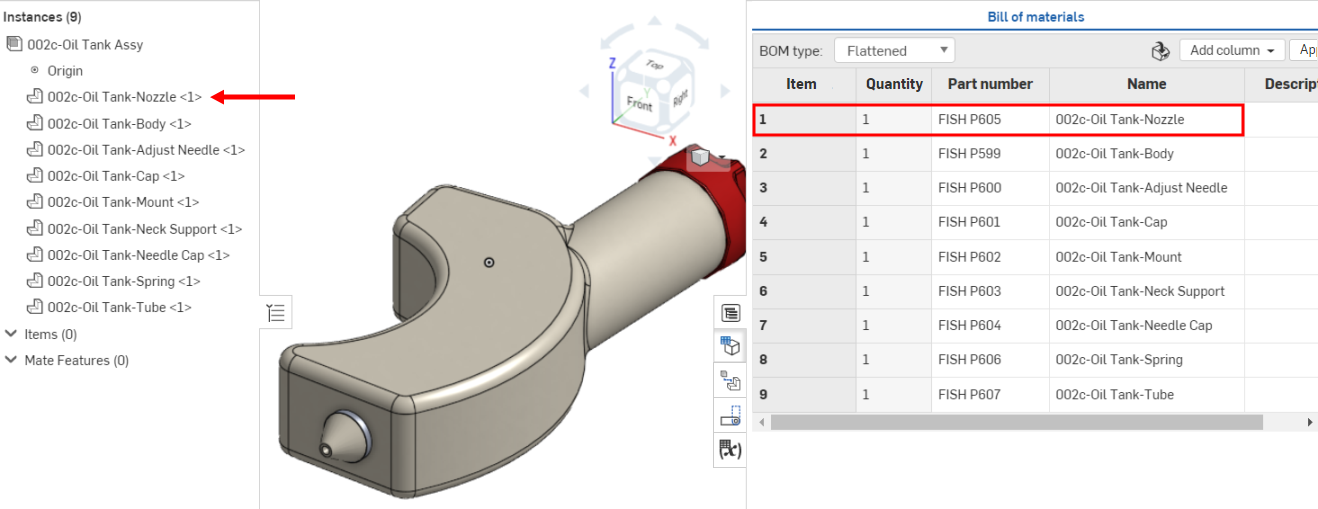 Instances (9)
002c-Oil Tank Assy
Origin
002c-Oil Tank-Nozzle <1>
002c-Oil Tank-Body <1>
002c-Oil Tank-Adjust Needle <1>
002c-Oil Tank-Cap <1>
002c-Oil Tank-Mount <1>
002c-Oil Tank-Neck Support <1>
002c-Oil Tank-Needle Cap <1>
002c-Oil Tank-Spring <1>
002c-Oil Tank-Tube <1>
Items (0)
Mate Features (0)
Z
Top
Y
Front
Right
X
(x)
Bill of materials
BOM type: Flattened Add column Ap
Item Quantity Part number Name Descrip
1 1 FISH P605 002c-Oil Tank-Nozzle
2 1 FISH P599 002c-Oil Tank-Body
3 1 FISH P600 002c-Oil Tank-Adjust Needle
4 1 FISH P601 002c-Oil Tank-Cap
5 1 FISH P602 002c-Oil Tank-Mount
6 1 FISH P603 002c-Oil Tank-Neck Support
7 1 FISH P604 002c-Oil Tank-Needle Cap
8 1 FISH P606 002c-Oil Tank-Spring
9 1 FISH P607 002c-Oil Tank-Tube